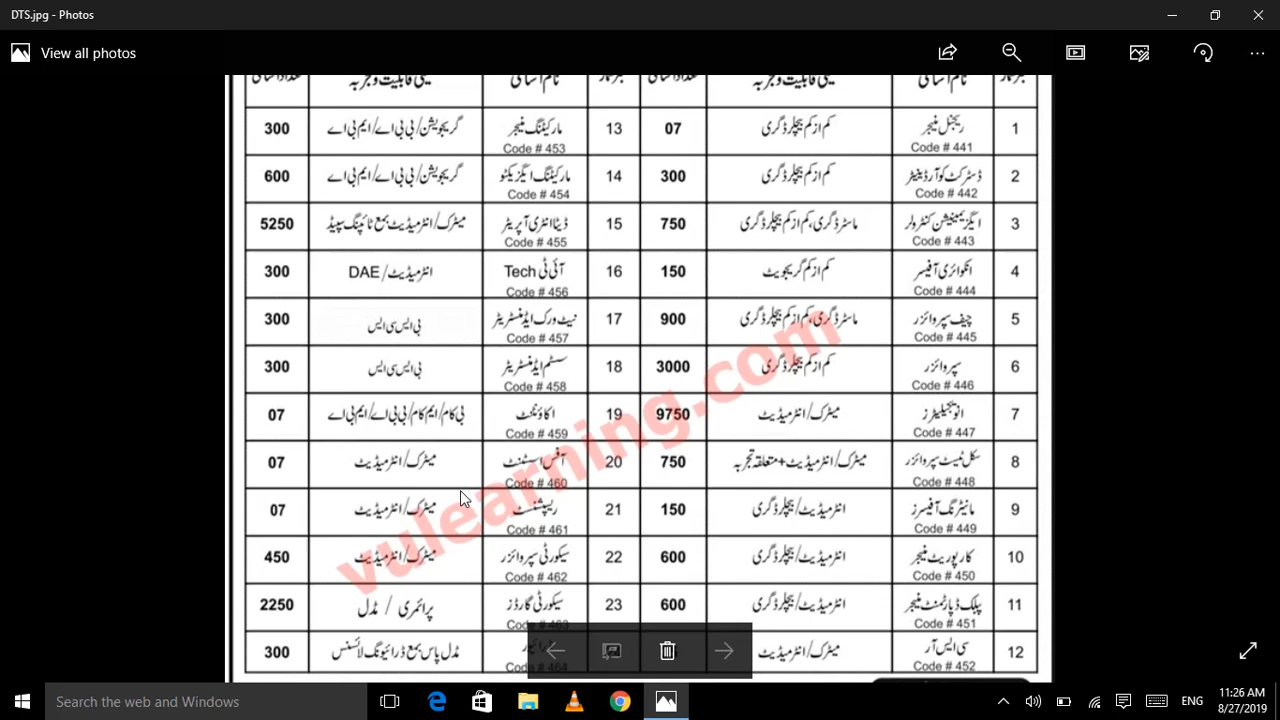 DTS.jpg - Photos
View all photos
1 ریجنل منیجر Code # 441 کم از کم بیچلر ڈگری 07 13 مارکیٹنگ منیجر Code # 453 گریجویشن/بی بی اے/ایم بی اے 300
2 ڈسٹرکٹ کوآرڈینیٹر Code # 442 کم از کم بیچلر ڈگری 300 14 مارکیٹنگ ایگزیکٹو Code # 454 گریجویشن/بی بی اے/ایم بی اے 600
3 ایگزیمینیشن کنٹرولر Code # 443 ماسٹر ڈگری، کم از کم بیچلر ڈگری 750 15 ڈیٹا انٹری آپریٹر Code # 455 میٹرک/انٹرمیڈیٹ بمع ٹائپنگ سپیڈ 5250
4 انکوائری آفیسر Code # 444 کم از کم گریجویٹ 150 16 آئی ٹی Tech Code # 456 انٹرمیڈیٹ/DAE 300
5 چیف سپروائزر Code # 445 ماسٹر ڈگری، کم از کم بیچلر ڈگری 900 17 نیٹ ورک ایڈمنسٹریٹر Code # 457 بی ایس سی ایس 300
6 سپروائزر Code # 446 کم از کم بیچلر ڈگری 3000 18 سسٹم ایڈمنسٹریٹر Code # 458 بی ایس سی ایس 300
7 انویجیلیٹرز Code # 447 میٹرک/انٹرمیڈیٹ 9750 19 اکاؤنٹنٹ Code # 459 بی کام/ایم کام/بی بی اے/ایم بی اے 07
8 سکل ٹیسٹ سپروائزر Code # 448 میٹرک/انٹرمیڈیٹ + متعلقہ تجربہ 750 20 آفس اسسٹنٹ Code # 460 میٹرک/انٹرمیڈیٹ 07
9 مانیٹرنگ آفیسرز Code # 449 انٹرمیڈیٹ/بیچلر ڈگری 150 21 ریسپشنسٹ Code # 461 میٹرک/انٹرمیڈیٹ 07
10 کارپوریٹ منیجر Code # 450 انٹرمیڈیٹ/بیچلر ڈگری 600 22 سیکورٹی سپروائزر Code # 462 میٹرک/انٹرمیڈیٹ 450
11 پبلک ڈیپارٹمنٹ منیجر Code # 451 انٹرمیڈیٹ/بیچلر ڈگری 600 23 سیکورٹی گارڈز Code # 463 پرائمری / مڈل 2250
12 سی ایس آر Code # 452 میٹرک/انٹرمیڈیٹ Code # 464 مڈل پاس بمع ڈرائیونگ لائسنس 300
vulearning.com
Search the web and Windows
ENG
11:26 AM
8/27/2019